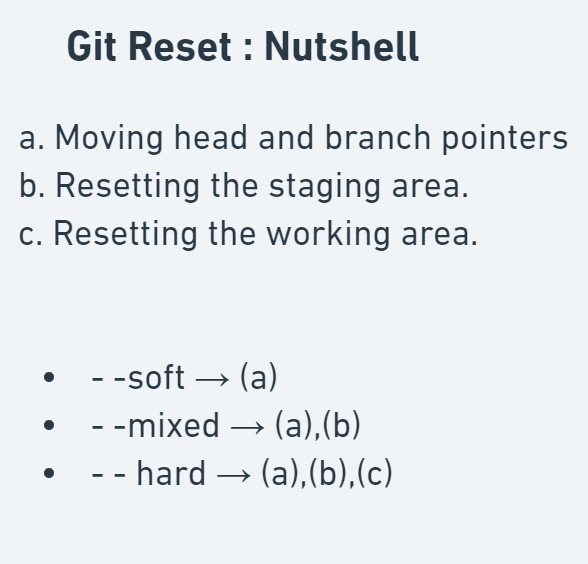 Git Reset : Nutshell
a. Moving head and branch pointers
b. Resetting the staging area.
c. Resetting the working area.
• - -soft → (a)
• - -mixed → (a),(b)
• - - hard → (a),(b),(c)